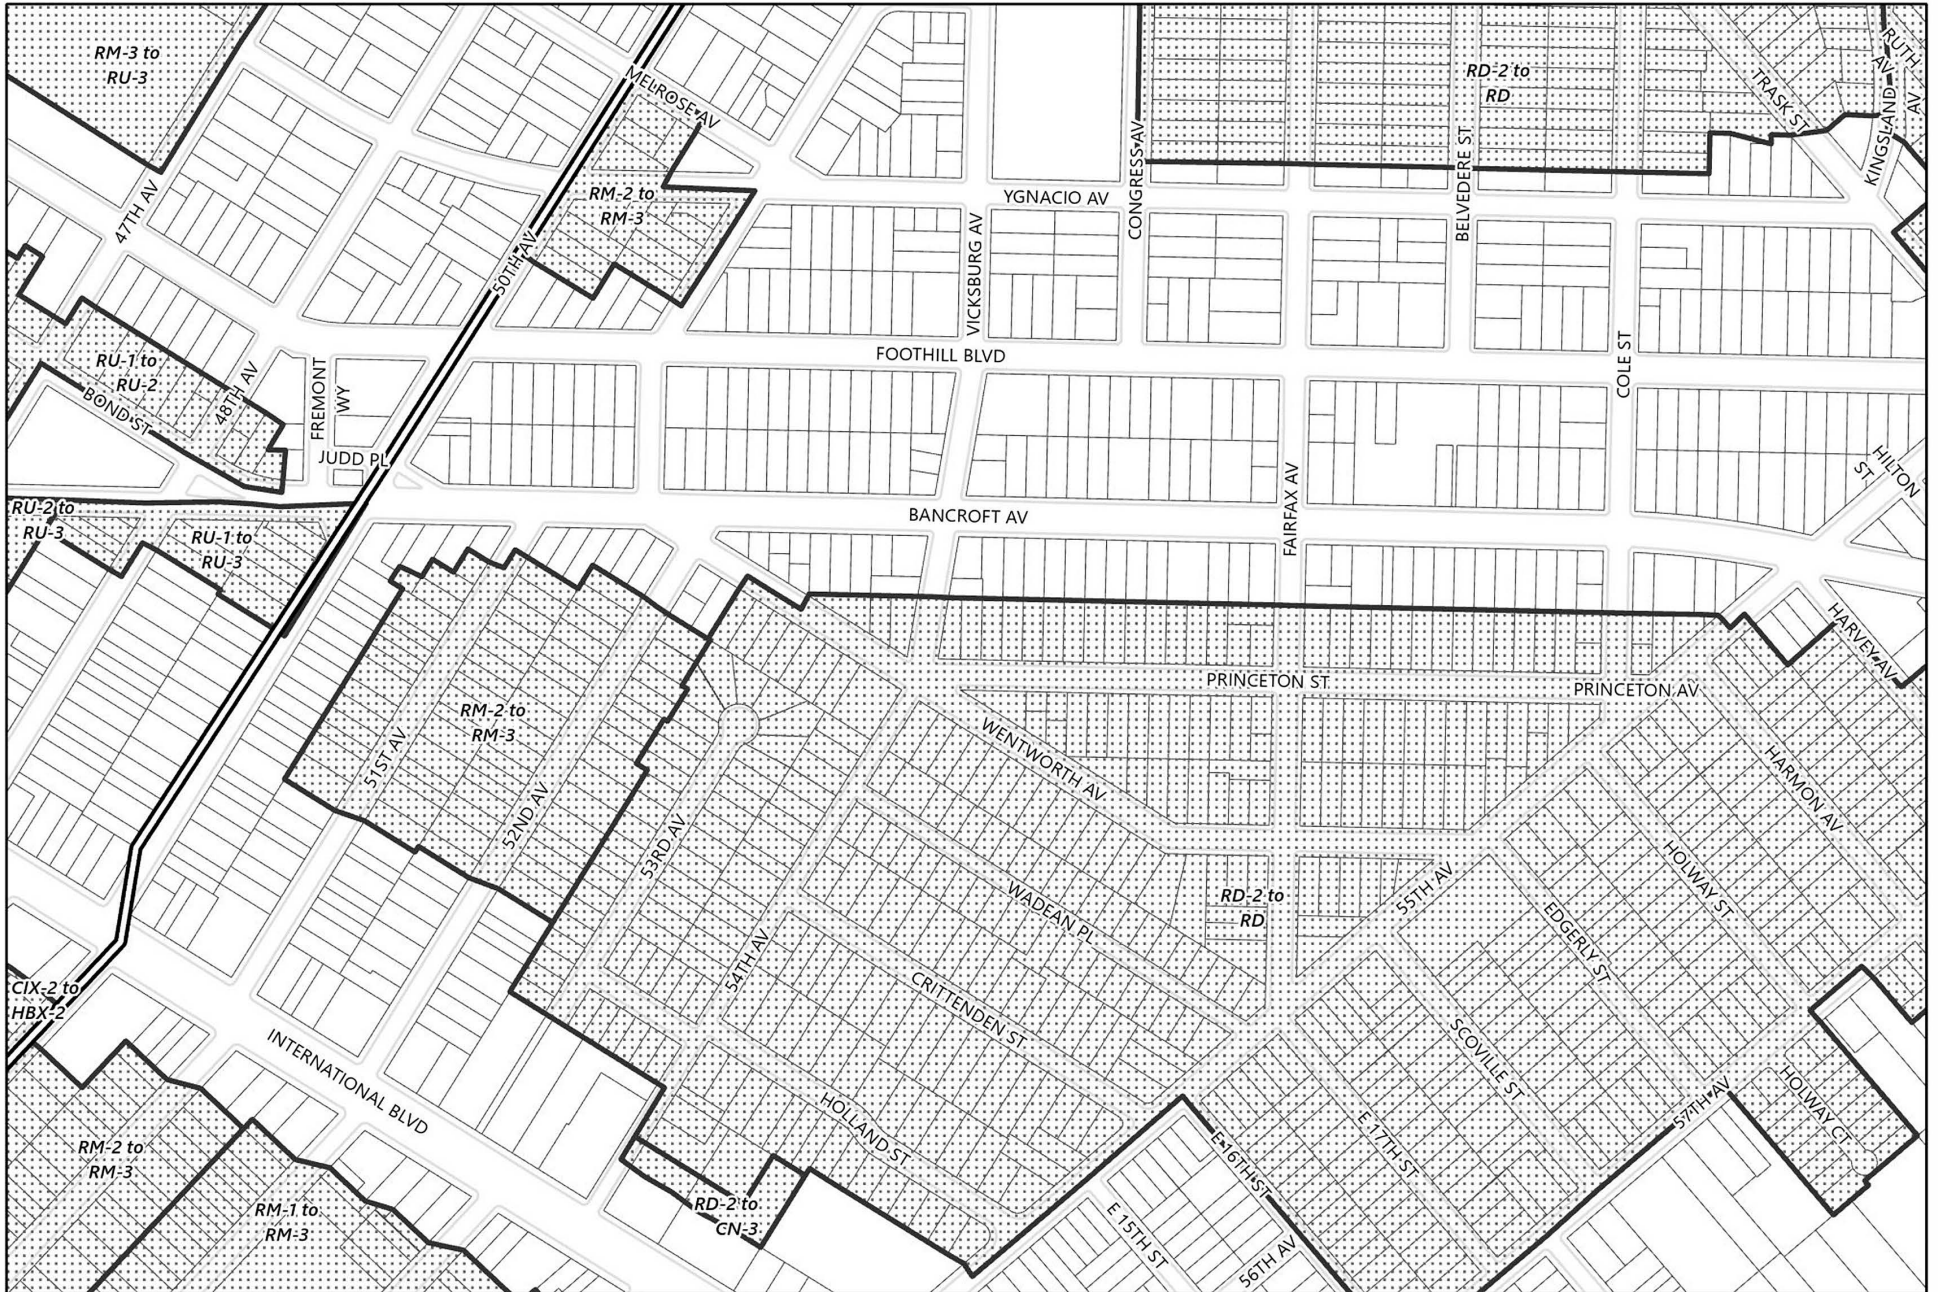 RM-3 to
RU-3
MELROSE AV
RD-2 to
RD
TRASK ST
RUTH
AV
KINGSLAND
AV
47TH AV
50TH AV
RM-2 to
RM-3
YGNACIO AV
VICKSBURG AV
CONGRESS AV
BELVEDERE ST
FOOTHILL BLVD
COLE ST
RU-1 to
RU-2
BOND ST
48TH AV
FREMONT
WY
JUDD PL
HILTON
ST
RU-2 to
RU-3
RU-1 to
RU-3
BANCROFT AV
FAIRFAX AV
HARVEY AV
PRINCETON ST
PRINCETON AV
RM-2 to
RM-3
51ST AV
52ND AV
53RD AV
54TH AV
WENTWORTH AV
WADEAN PL
CRITTENDEN ST
RD-2 to
RD
55TH AV
HARMON AV
HOLWAY ST
EDGERLY ST
SCOVILLE ST
57TH AV
HOLWAY CT
CIX-2 to
HBX-2
INTERNATIONAL BLVD
HOLLAND ST
E 17TH ST
E 16TH ST
E 15TH ST
56TH AV
RM-2 to
RM-3
RM-1 to
RM-3
RD-2 to
CN-3